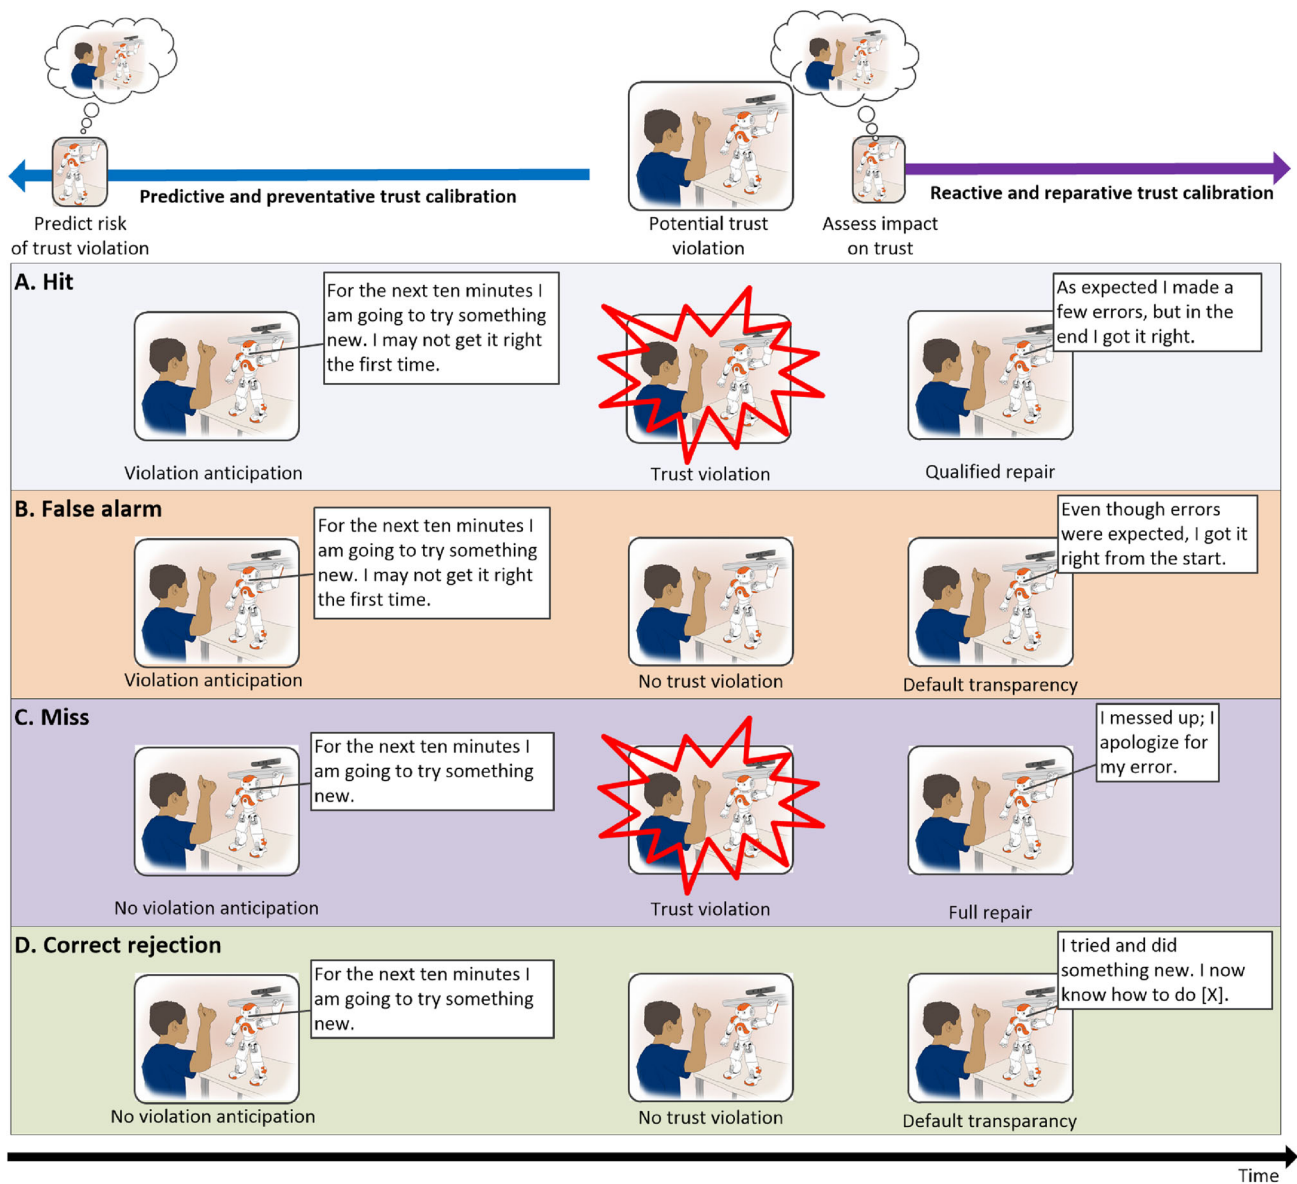 Predictive and preventative trust calibration
Reactive and reparative trust calibration
Predict risk
of trust violation
Potential trust
violation
Assess impact
on trust
A. Hit
For the next ten minutes I
am going to try something
new. I may not get it right
the first time.
As expected I made a
few errors, but in the
end I got it right.
Violation anticipation
Trust violation
Qualified repair
B. False alarm
For the next ten minutes I
am going to try something
new. I may not get it right
the first time.
Even though errors
were expected, I got it
right from the start.
Violation anticipation
No trust violation
Default transparency
C. Miss
For the next ten minutes I
am going to try something
new.
I messed up; I
apologize for
my error.
No violation anticipation
Trust violation
Full repair
D. Correct rejection
For the next ten minutes I
am going to try something
new.
I tried and did
something new. I now
know how to do [X].
No violation anticipation
No trust violation
Default transparancy
Time